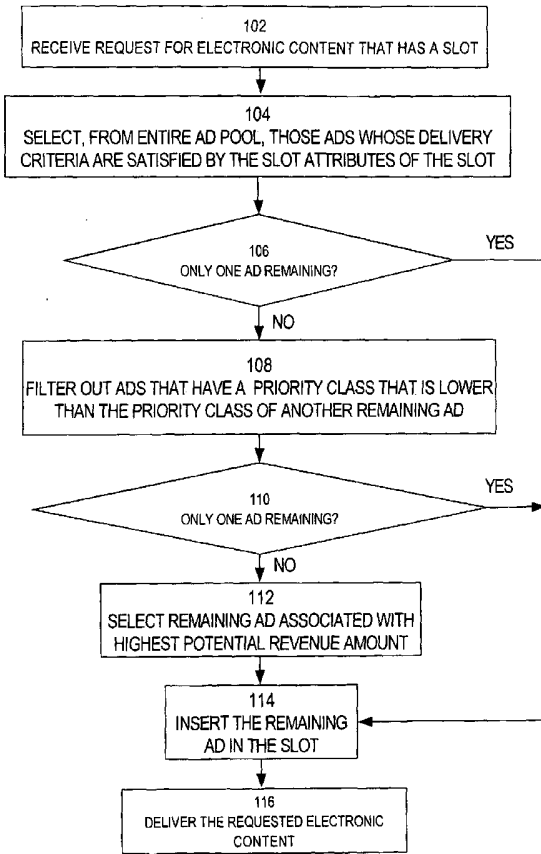 102
RECEIVE REQUEST FOR ELECTRONIC CONTENT THAT HAS A SLOT
104
SELECT, FROM ENTIRE AD POOL, THOSE ADS WHOSE DELIVERY
CRITERIA ARE SATISFIED BY THE SLOT ATTRIBUTES OF THE SLOT
YES
106
ONLY ONE AD REMAINING?
NO
108
FILTER OUT ADS THAT HAVE A PRIORITY CLASS THAT IS LOWER
THAN THE PRIORITY CLASS OF ANOTHER REMAINING AD
YES
110
ONLY ONE AD REMAINING?
NO
112
SELECT REMAINING AD ASSOCIATED WITH
HIGHEST POTENTIAL REVENUE AMOUNT
114
INSERT THE REMAINING
AD IN THE SLOT
116
DELIVER THE REQUESTED ELECTRONIC
CONTENT